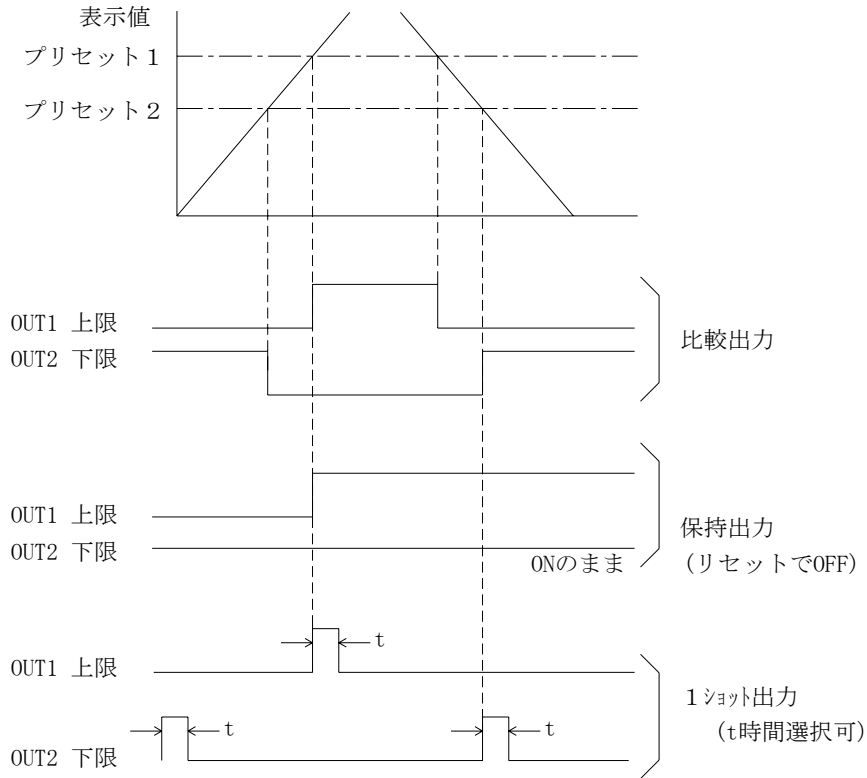 表示値
プリセット1
プリセット2
OUT1 上限
OUT2 下限
比較出力
OUT1 上限
OUT2 下限
ONのまま
保持出力
(リセットでOFF)
t
OUT1 上限
1ショット出力
(t時間選択可)
t
t
OUT2 下限